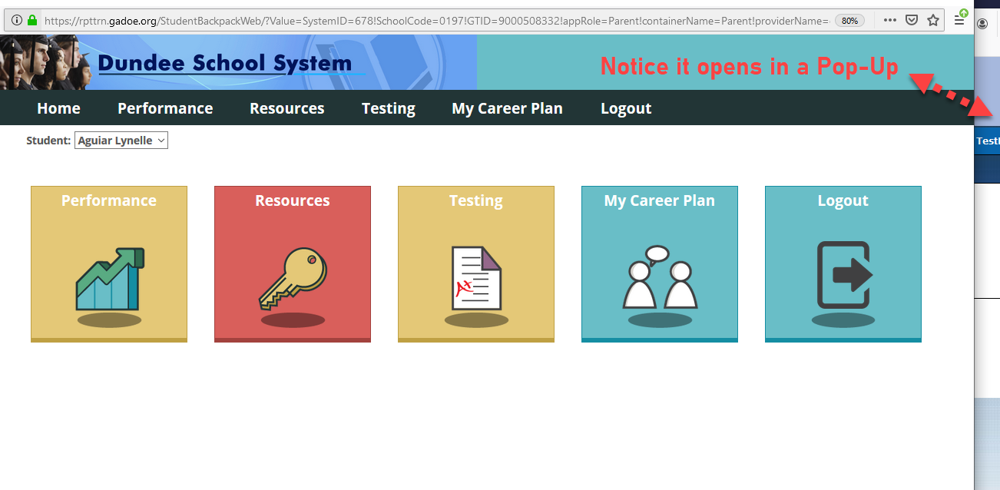 https://rpttrn.gadoe.org/StudentBackpackWeb/?Value=SystemID=678!SchoolCode=0197!GTID=9000508332!appRole=Parent!containerName=Parent!providerName= 80%
Dundee School System
Notice it opens in a Pop-Up
Home Performance Resources Testing My Career Plan Logout
Student: Aguiar Lynelle
Performance Resources Testing My Career Plan Logout
A+